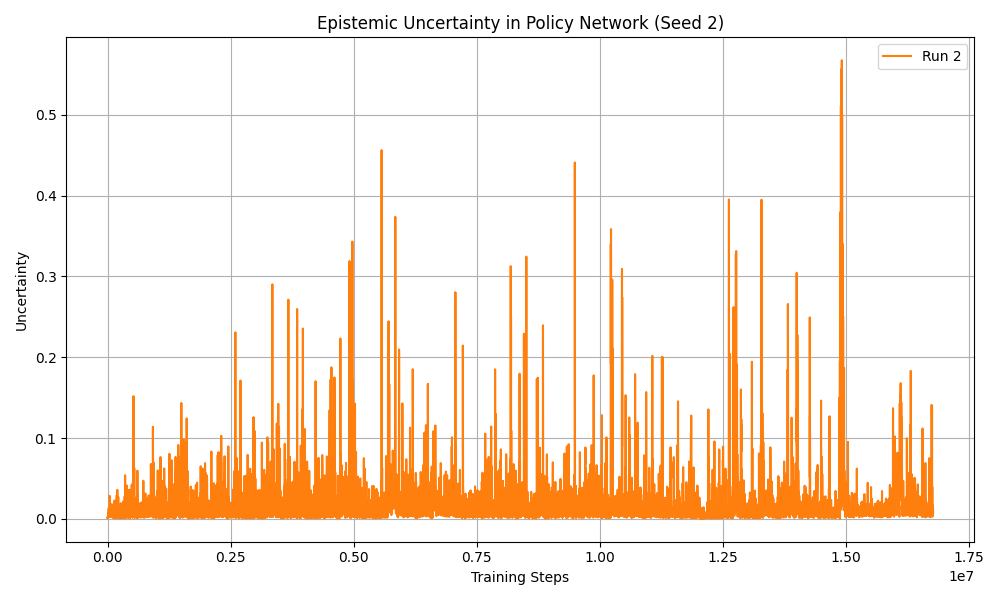 Epistemic Uncertainty in Policy Network (Seed 2)
Run 2
Uncertainty
0.5
0.4
0.3
0.2
0.1
0.0
0.00 0.25 0.50 0.75 1.00 1.25 1.50 1.75
1e7
Training Steps